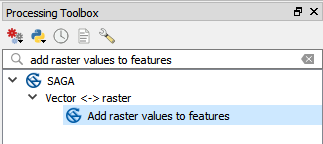 Processing Toolbox
add raster values to features
SAGA
Vector <-> raster
Add raster values to features